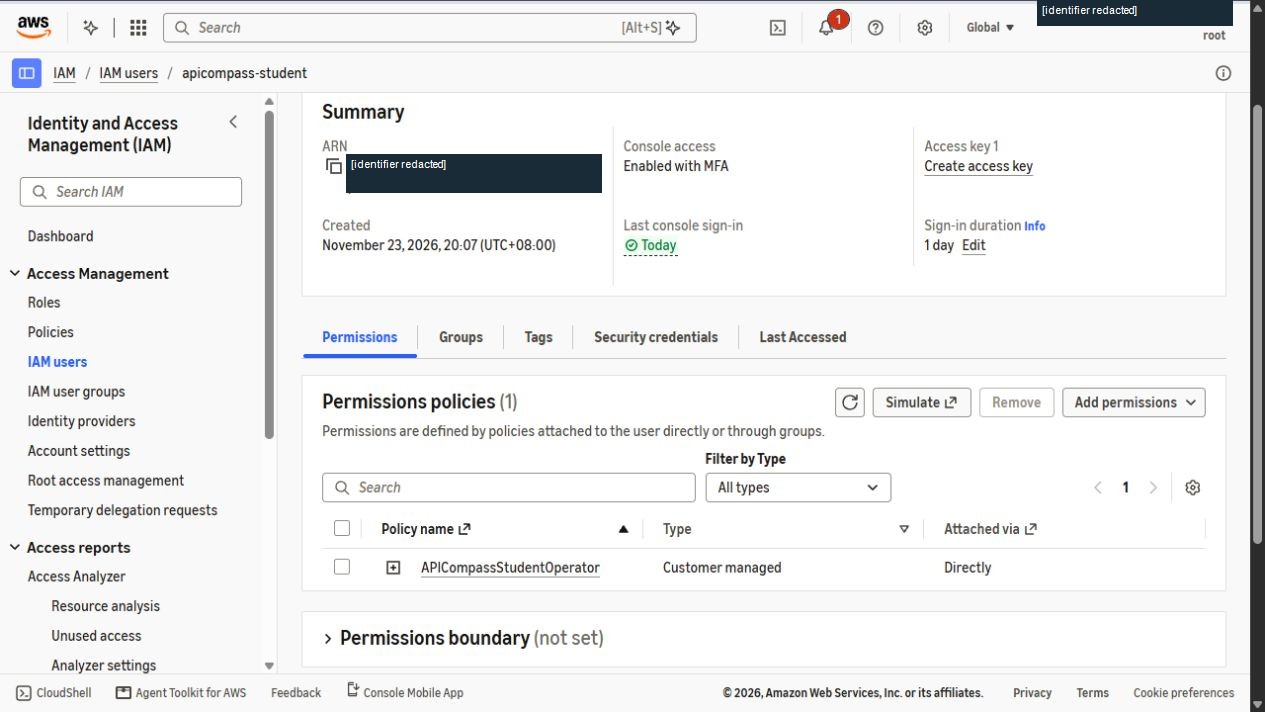 aws
Search [Alt+S]
1
Global
[identifier redacted]
root
IAM / IAM users / apicompass-student
Identity and Access
Management (IAM)
Search IAM
Dashboard
Access Management
Roles
Policies
IAM users
IAM user groups
Identity providers
Account settings
Root access management
Temporary delegation requests
Access reports
Access Analyzer
Resource analysis
Unused access
Analyzer settings
Summary
ARN
[identifier redacted]
Created
November 23, 2026, 20:07 (UTC+08:00)
Console access
Enabled with MFA
Last console sign-in
Today
Access key 1
Create access key
Sign-in duration Info
1 day Edit
Permissions Groups Tags Security credentials Last Accessed
Permissions policies (1)
Simulate Remove Add permissions
Permissions are defined by policies attached to the user directly or through groups.
Filter by Type
Search All types 1
Policy name Type Attached via
APICompassStudentOperator Customer managed Directly
Permissions boundary (not set)
CloudShell Agent Toolkit for AWS Feedback Console Mobile App © 2026, Amazon Web Services, Inc. or its affiliates. Privacy Terms Cookie preferences